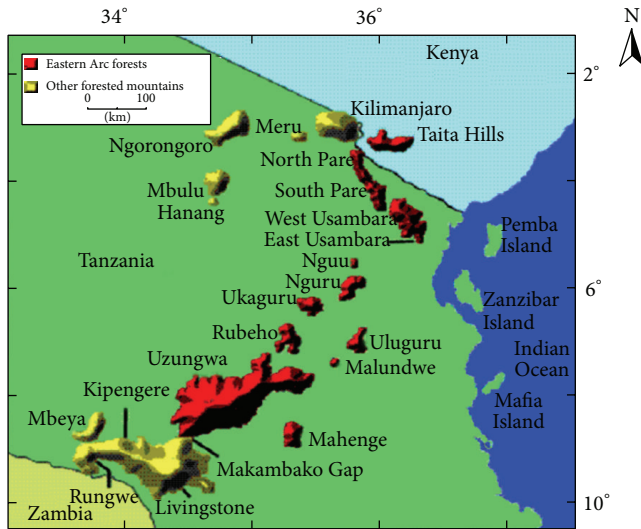 34°
36°
N
Eastern Arc forests
Other forested mountains
0
100
(km)
Kenya
2°
Kilimanjaro
Meru
Taita Hills
Ngorongoro
North Pare
Mbulu
South Pare
Hanang
West Usambara
Pemba
Island
East Usambara
Tanzania
Nguu
Nguru
6°
Ukaguru
Zanzibar
Island
Rubeho
Uluguru
Indian
Ocean
Uzungwa
Malundwe
Kipengere
Mafia
Island
Mbeya
Mahenge
Makambako Gap
Rungwe
Livingstone
10°
Zambia